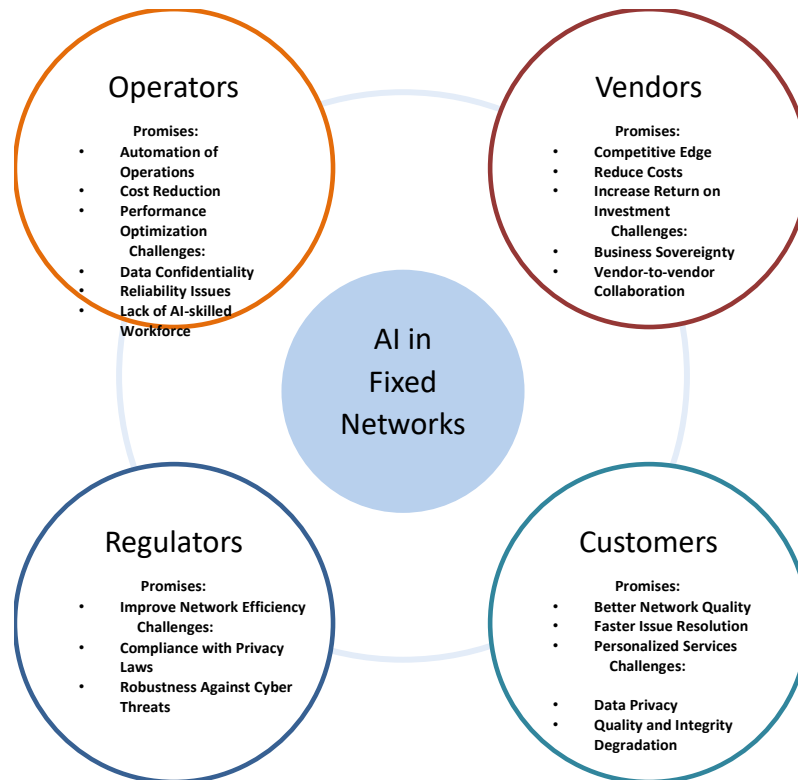 Operators
Promises:
• Automation of
Operations
• Cost Reduction
• Performance
Optimization
Challenges:
• Data Confidentiality
• Reliability Issues
• Lack of AI-skilled
Workforce
Vendors
Promises:
• Competitive Edge
• Reduce Costs
• Increase Return on
Investment
Challenges:
• Business Sovereignty
• Vendor-to-vendor
Collaboration
AI in
Fixed
Networks
Regulators
Promises:
• Improve Network Efficiency
Challenges:
• Compliance with Privacy
Laws
• Robustness Against Cyber
Threats
Customers
Promises:
• Better Network Quality
• Faster Issue Resolution
• Personalized Services
Challenges:
• Data Privacy
• Quality and Integrity
Degradation